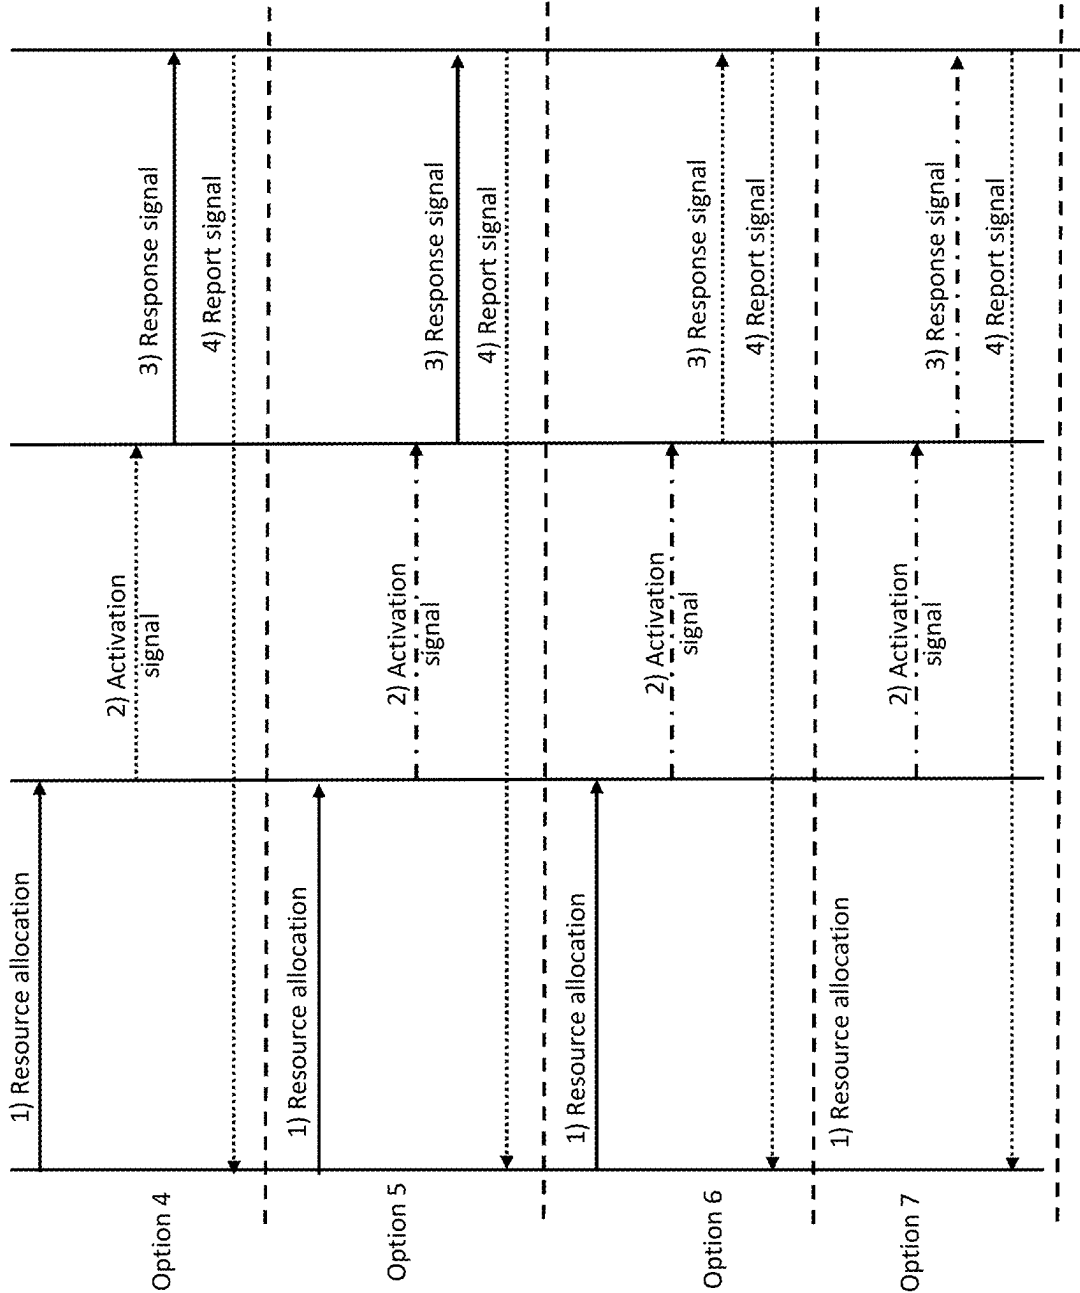 Option 4
1) Resource allocation
2) Activation
signal
3) Response signal
4) Report signal
Option 5
1) Resource allocation
2) Activation
signal
3) Response signal
4) Report signal
Option 6
1) Resource allocation
2) Activation
signal
3) Response signal
4) Report signal
Option 7
1) Resource allocation
2) Activation
signal
3) Response signal
4) Report signal